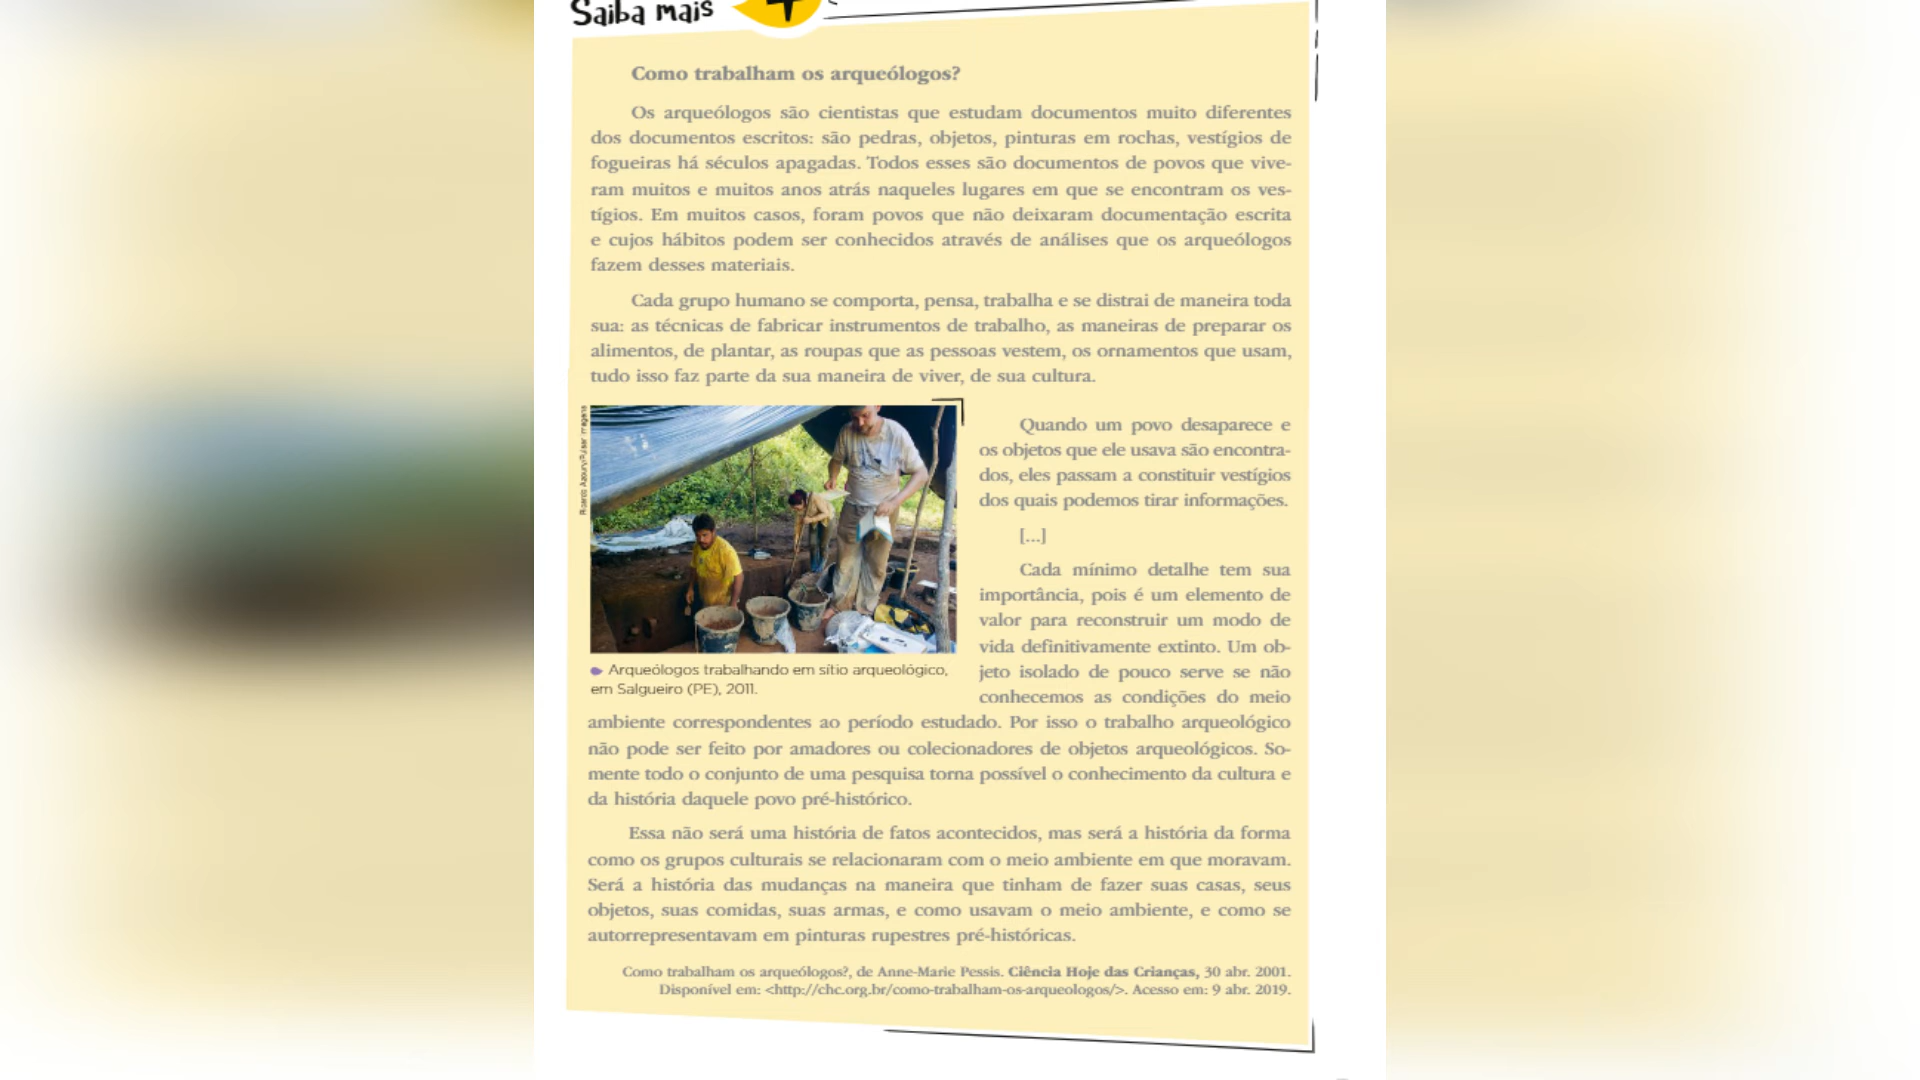 Saiba mais
Como trabalham os arqueólogos?
Os arqueólogos são cientistas que estudam documentos muito diferentes
dos documentos escritos: são pedras, objetos, pinturas em rochas, vestígios de
fogueiras há séculos apagadas. Todos esses são documentos de povos que vive-
ram muitos e muitos anos atrás naqueles lugares em que se encontram os ves-
tígios. Em muitos casos, foram povos que não deixaram documentação escrita
e cujos hábitos podem ser conhecidos através de análises que os arqueólogos
fazem desses materiais.
Cada grupo humano se comporta, pensa, trabalha e se distrai de maneira toda
sua: as técnicas de fabricar instrumentos de trabalho, as maneiras de preparar os
alimentos, de plantar, as roupas que as pessoas vestem, os ornamentos que usam,
tudo isso faz parte da sua maneira de viver, de sua cultura.
Ricardo Azoury/Pulsar Imagens
Arqueólogos trabalhando em sítio arqueológico,
em Salgueiro (PE), 2011.
Quando um povo desaparece e
os objetos que ele usava são encontra-
dos, eles passam a constituir vestígios
dos quais podemos tirar informações.
[...]
Cada mínimo detalhe tem sua
importância, pois é um elemento de
valor para reconstruir um modo de
vida definitivamente extinto. Um ob-
jeto isolado de pouco serve se não
conhecemos as condições do meio
ambiente correspondentes ao período estudado. Por isso o trabalho arqueológico
não pode ser feito por amadores ou colecionadores de objetos arqueológicos. So-
mente todo o conjunto de uma pesquisa torna possível o conhecimento da cultura e
da história daquele povo pré-histórico.
Essa não será uma história de fatos acontecidos, mas será a história da forma
como os grupos culturais se relacionaram com o meio ambiente em que moravam.
Será a história das mudanças na maneira que tinham de fazer suas casas, seus
objetos, suas comidas, suas armas, e como usavam o meio ambiente, e como se
autorrepresentavam em pinturas rupestres pré-históricas.
Como trabalham os arqueólogos?, de Anne-Marie Pessis. Ciência Hoje das Crianças, 30 abr. 2001.
Disponível em: <http://chc.org.br/como-trabalham-os-arqueologos/>. Acesso em: 9 abr. 2019.